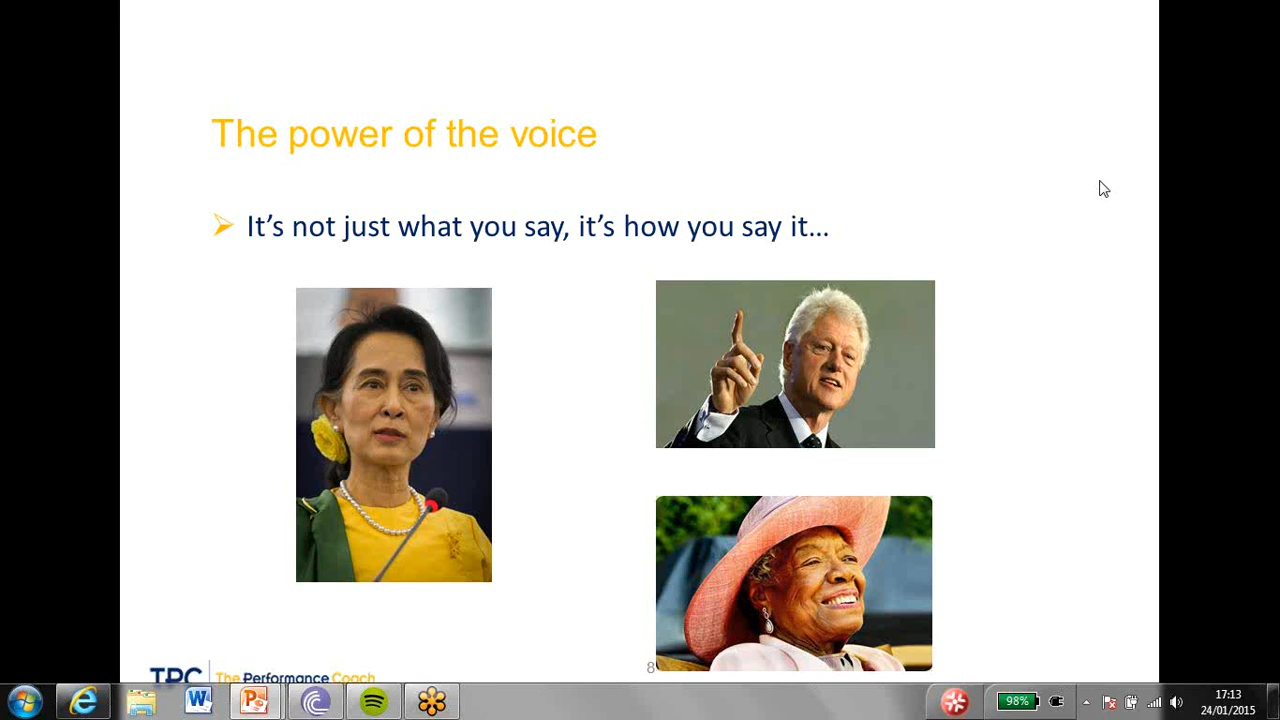 The power of the voice
It’s not just what you say, it’s how you say it…
TPC
The Performance Coach
8
98%
17:13
24/01/2015